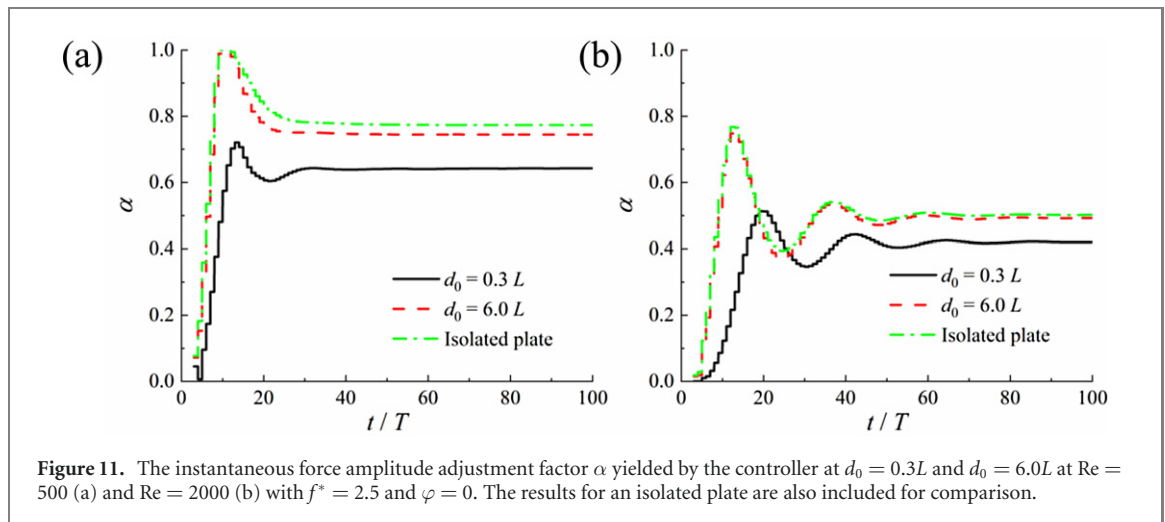 (a)
1.0
0.8
0.6
0.4
0.2
0.0
α
0 20 40 60 80 100
t / T
d0 = 0.3 L
d0 = 6.0 L
Isolated plate
(b)
1.0
0.8
0.6
0.4
0.2
0.0
α
0 20 40 60 80 100
t / T
d0 = 0.3 L
d0 = 6.0 L
Isolated plate
Figure 11. The instantaneous force amplitude adjustment factor α yielded by the controller at d0 = 0.3L and d0 = 6.0L at Re =
500 (a) and Re = 2000 (b) with f* = 2.5 and φ = 0. The results for an isolated plate are also included for comparison.